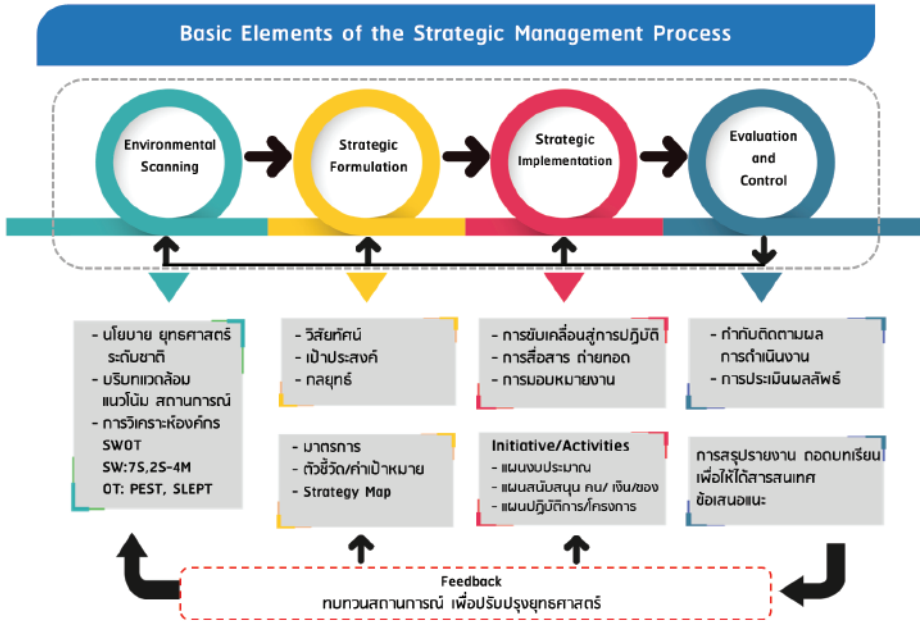 Basic Elements of the Strategic Management Process
Environmental
Scanning
Strategic
Formulation
Strategic
Implementation
Evaluation
and
Control
- นโยบาย ยุทธศาสตร์
ระดับชาติ
- บริบทแวดล้อม
แนวโน้ม สถานการณ์
- การวิเคราะห์องค์กร
SWOT
SW:7S,2S-4M
OT: PEST, SLEPT
- วิสัยทัศน์
- เป้าประสงค์
- กลยุทธ์
- มาตรการ
- ตัวชี้วัด/ค่าเป้าหมาย
- Strategy Map
- การขับเคลื่อนสู่การปฏิบัติ
- การสื่อสาร ถ่ายทอด
- การมอบหมายงาน
Initiative/Activities
- แผนงบประมาณ
- แผนสนับสนุน คน/ เงิน/ของ
- แผนปฏิบัติการ/โครงการ
- กำกับติดตามผล
การดำเนินงาน
- การประเมินผลลัพธ์
การสรุปรายงาน ถอดบทเรียน
เพื่อให้ได้สารสนเทศ
ข้อเสนอแนะ
Feedback
ทบทวนสถานการณ์ เพื่อปรับปรุงยุทธศาสตร์